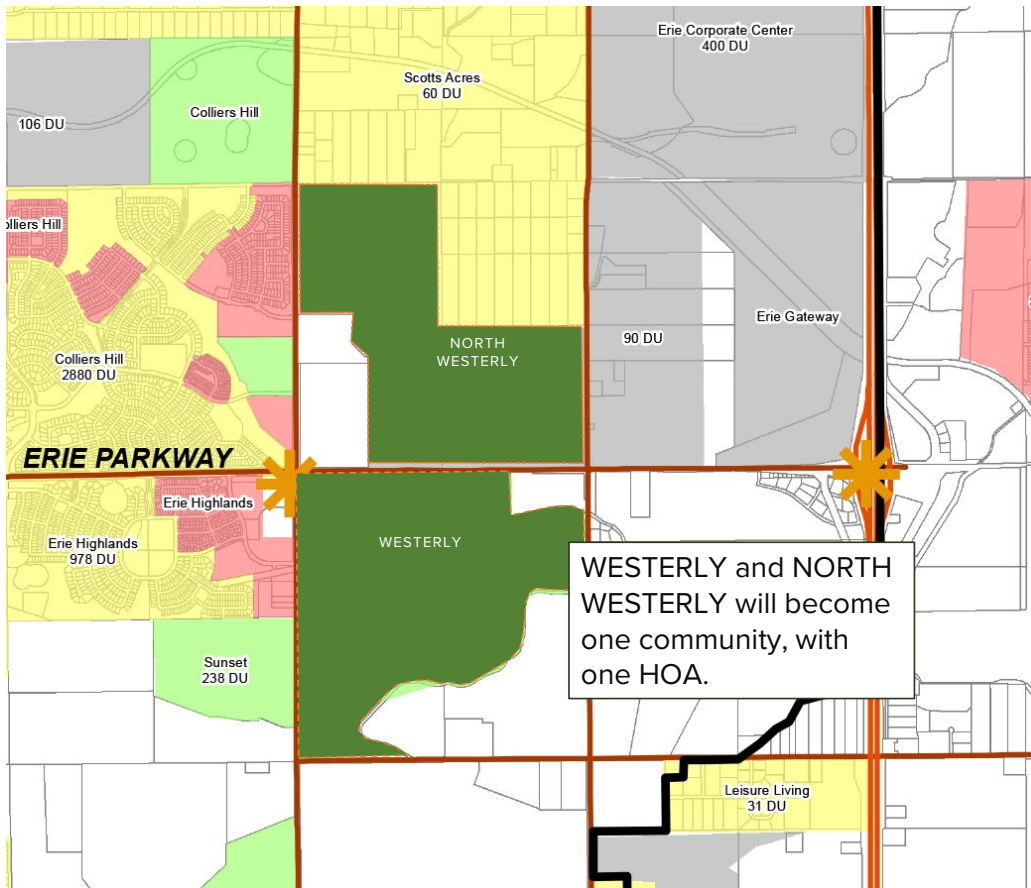 Erie Corporate Center
400 DU
Scotts Acres
60 DU
Colliers Hill
106 DU
olliers Hill
NORTH
WESTERLY
Erie Gateway
90 DU
Colliers Hill
2880 DU
ERIE PARKWAY
Erie Highlands
WESTERLY
Erie Highlands
978 DU
WESTERLY and NORTH
WESTERLY will become
one community, with
one HOA.
Sunset
238 DU
Leisure Living
31 DU